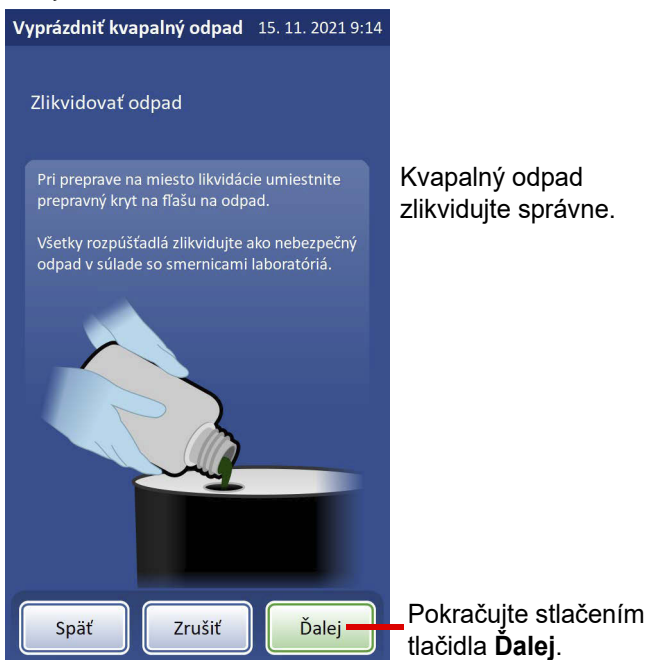 Vyprázdniť kvapalný odpad 15. 11. 2021 9:14
Zlikvidovať odpad
Pri preprave na miesto likvidácie umiestnite
prepravný kryt na fľašu na odpad.
Všetky rozpúšťadlá zlikvidujte ako nebezpečný
odpad v súlade so smernicami laboratóriá.
Kvapalný odpad
zlikvidujte správne.
Späť
Zrušiť
Ďalej
Pokračujte stlačením
tlačidla Ďalej.